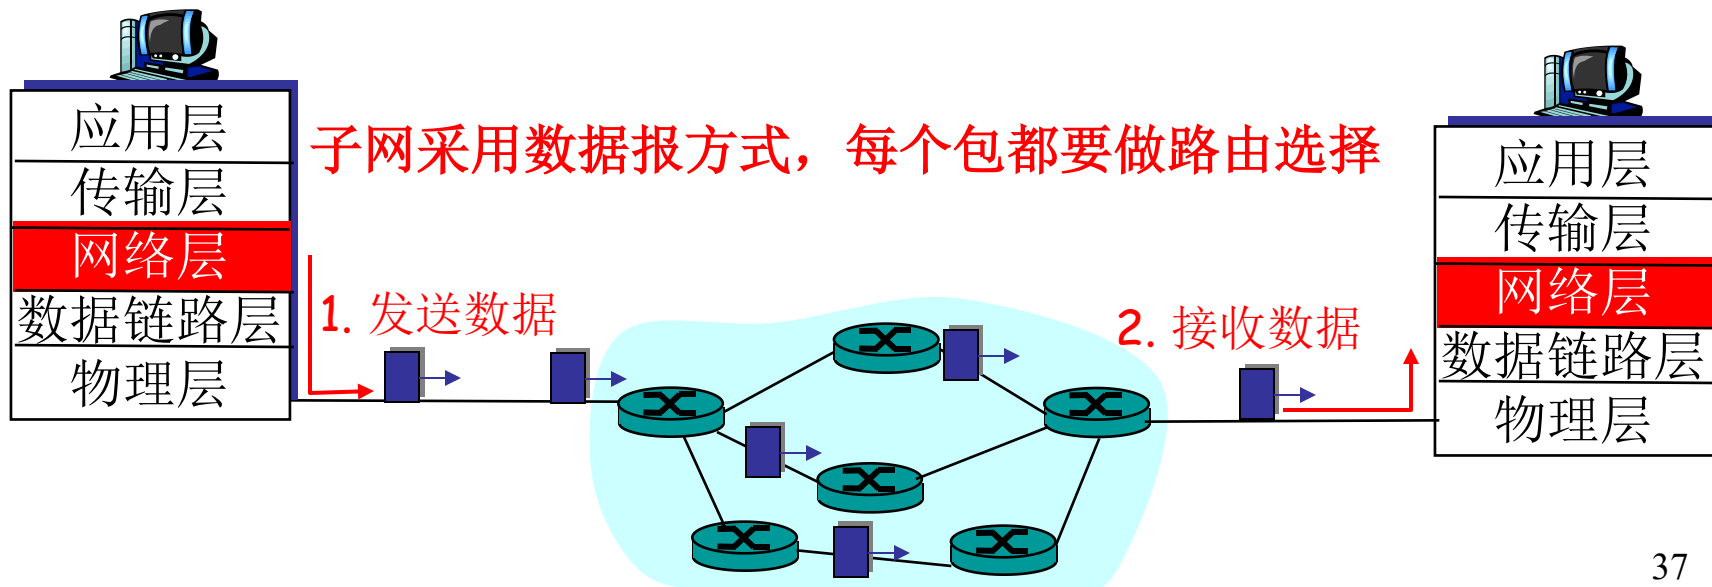 应用层
传输层
网络层
数据链路层
物理层
子网采用数据报方式，每个包都要做路由选择
1. 发送数据
2. 接收数据
应用层
传输层
网络层
数据链路层
物理层
37